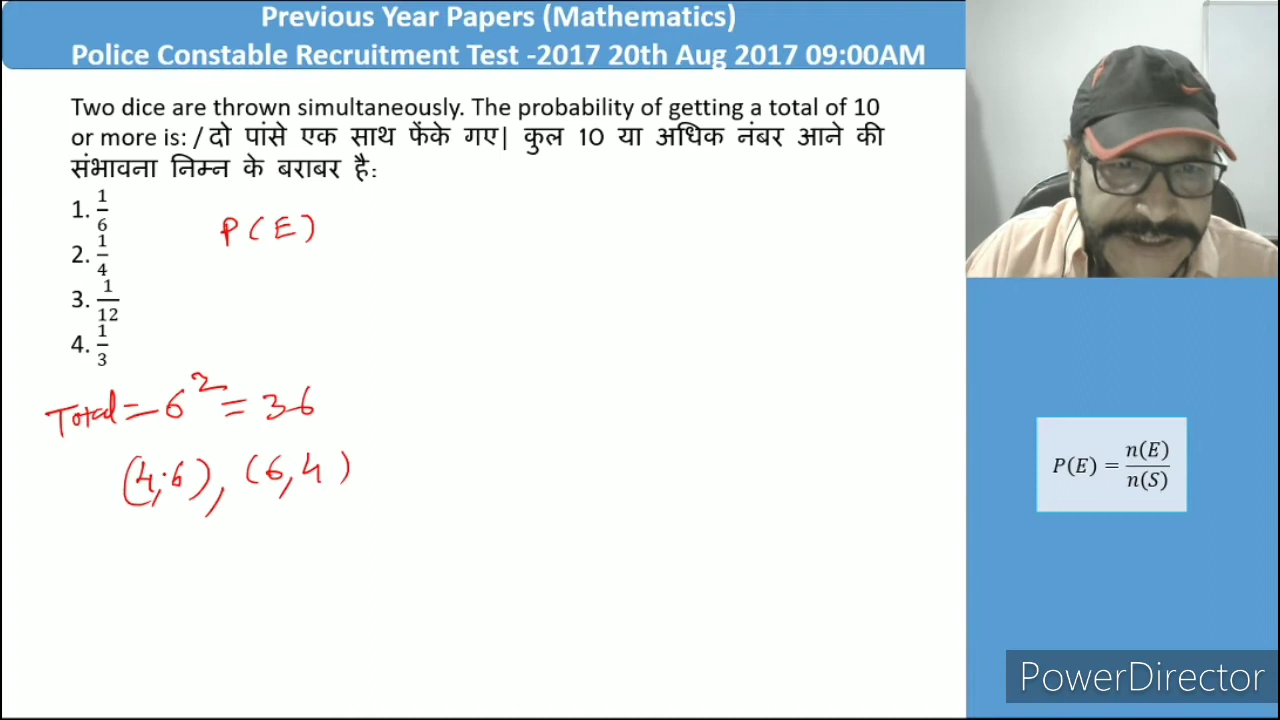 Previous Year Papers (Mathematics)
Police Constable Recruitment Test -2017 20th Aug 2017 09:00AM
Two dice are thrown simultaneously. The probability of getting a total of 10
or more is: / दो पांसे एक साथ फेंके गए| कुल 10 या अधिक नंबर आने की
संभावना निम्न के बराबर है:
1. 1/6
2. 1/4
3. 1/12
4. 1/3
P(E)
Total = 6² = 36
(4,6), (6,4)
P(E) = n(E)/n(S)
PowerDirector